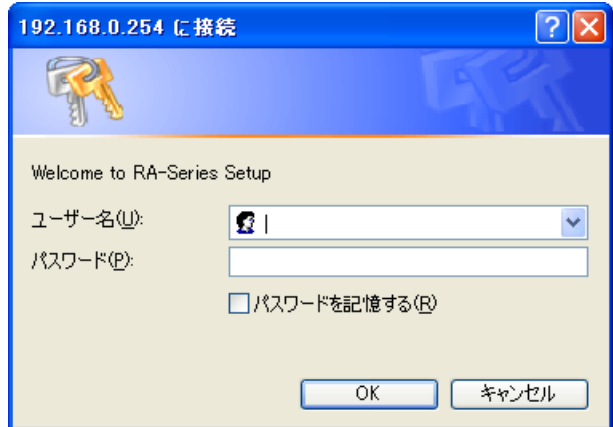 192.168.0.254 に接続
Welcome to RA-Series Setup
ユーザー名(U):
パスワード(P):
パスワードを記憶する(R)
OK キャンセル